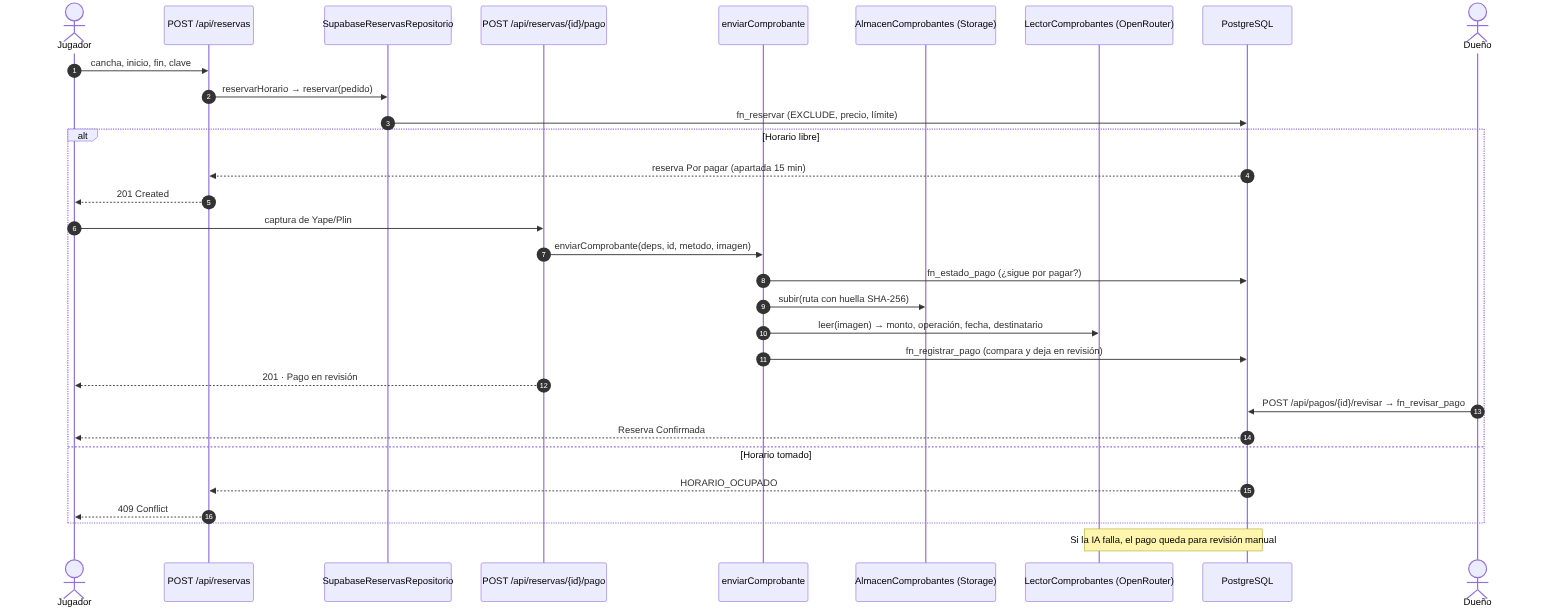 Jugador
POST /api/reservas
SupabaseReservasRepositorio
POST /api/reservas/{id}/pago
enviarComprobante
AlmacenComprobantes (Storage)
LectorComprobantes (OpenRouter)
PostgreSQL
Dueño
1 cancha, inicio, fin, clave
2 reservarHorario → reservar(pedido)
3 fn_reservar (EXCLUDE, precio, límite)
alt [Horario libre]
reserva Por pagar (apartada 15 min) 4
201 Created 5
6 captura de Yape/Plin
7 enviarComprobante(deps, id, metodo, imagen)
8 fn_estado_pago (¿sigue por pagar?)
9 subir(ruta con huella SHA-256)
10 leer(imagen) → monto, operación, fecha, destinatario
11 fn_registrar_pago (compara y deja en revisión)
201 · Pago en revisión 12
POST /api/pagos/{id}/revisar → fn_revisar_pago 13
Reserva Confirmada 14
[Horario tomado]
HORARIO_OCUPADO 15
409 Conflict 16
Si la IA falla, el pago queda para revisión manual
Jugador
POST /api/reservas
SupabaseReservasRepositorio
POST /api/reservas/{id}/pago
enviarComprobante
AlmacenComprobantes (Storage)
LectorComprobantes (OpenRouter)
PostgreSQL
Dueño